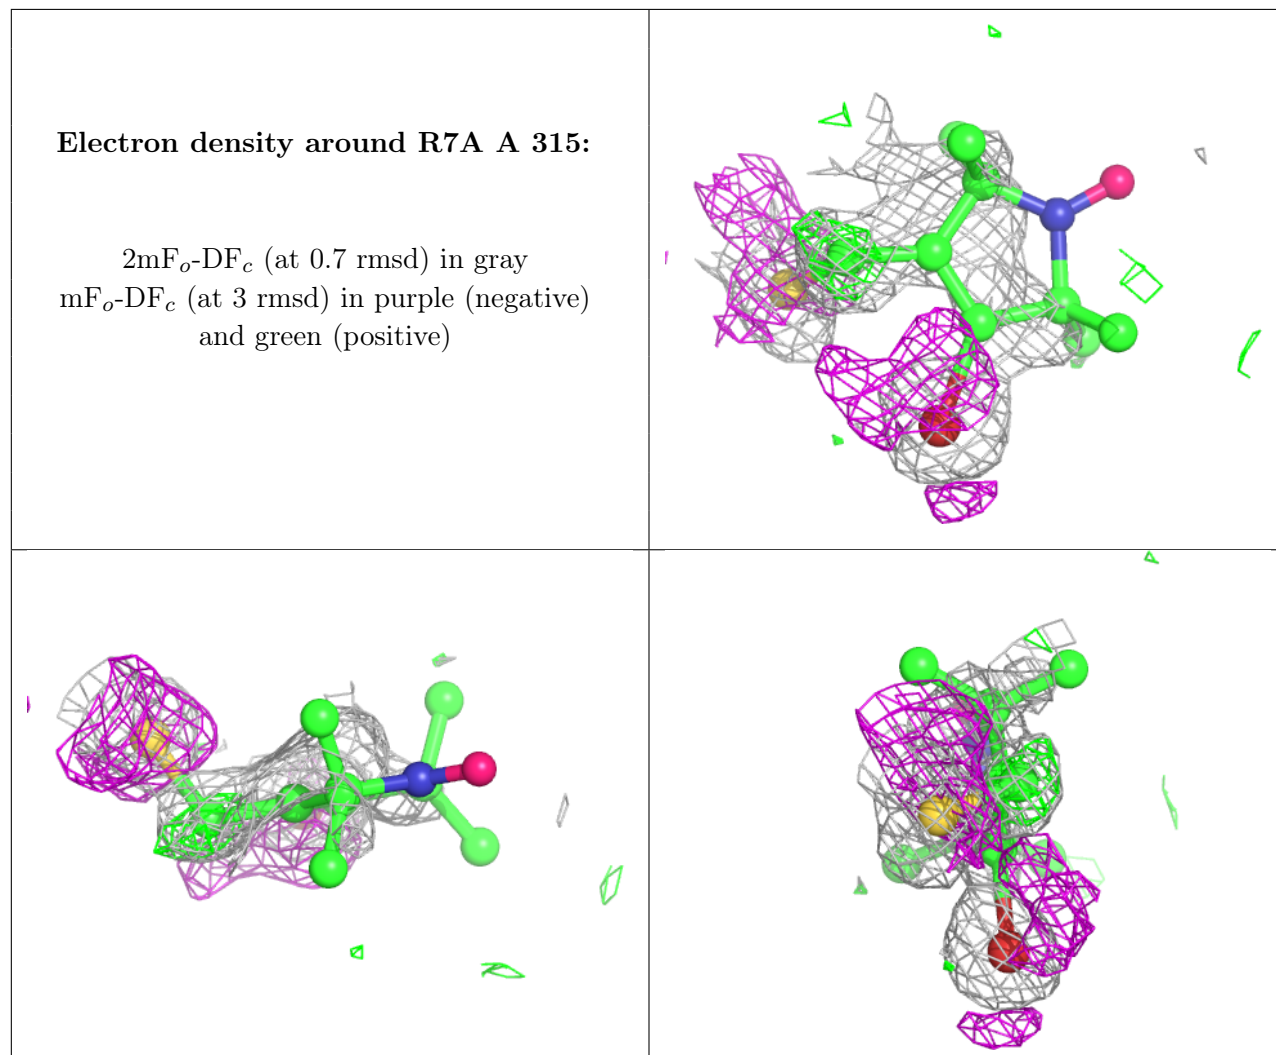 Electron density around R7A A 315:
2mFₒ-DF𝑐 (at 0.7 rmsd) in gray
mFₒ-DF𝑐 (at 3 rmsd) in purple (negative)
and green (positive)